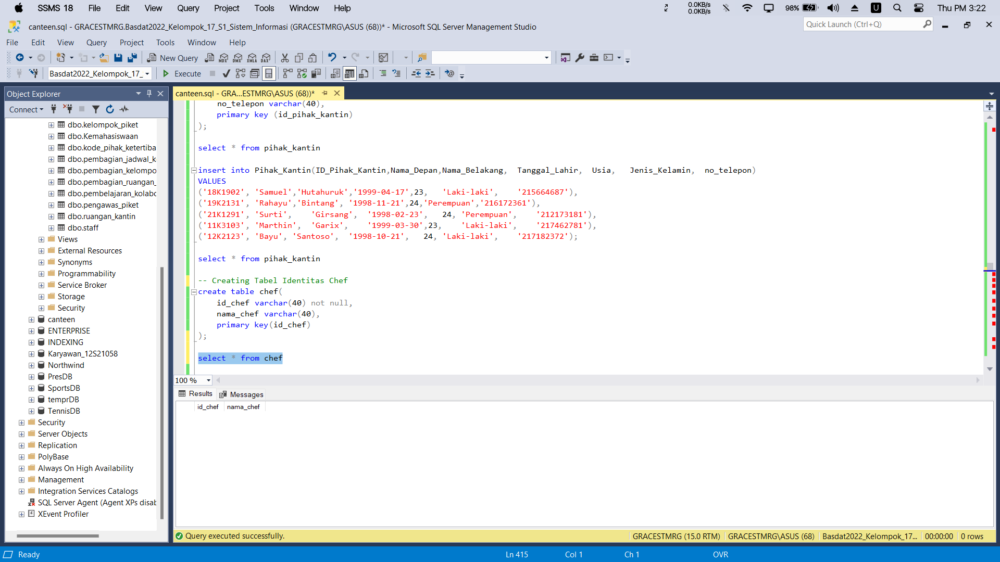 SSMS 18 File Edit View Query Project Tools Window Help 0.0KB/s 0.0KB/s 98% U Thu PM 3:22
canteen.sql - GRACESTMRG.Basdat2022_Kelompok_17_S1_Sistem_Informasi (GRACESTMRG\ASUS (68))* - Microsoft SQL Server Management Studio
Quick Launch (Ctrl+Q)
File Edit View Query Project Tools Window Help
New Query MDX DMX XMLA DAX
Basdat2022_Kelompok_17_ Execute
Object Explorer
Connect
dbo.kelompok_piket
dbo.Kemahasiswaan
dbo.kode_pihak_ketertiba
dbo.pembagian_jadwal_k
dbo.pembagian_kelompo
dbo.pembagian_ruangan_
dbo.pembelajaran_kolabo
dbo.pengawas_piket
dbo.ruangan_kantin
dbo.staff
Views
External Resources
Synonyms
Programmability
Service Broker
Storage
Security
canteen
ENTERPRISE
INDEXING
Karyawan_12S21058
Northwind
PresDB
SportsDB
temprDB
TennisDB
Security
Server Objects
Replication
PolyBase
Always On High Availability
Management
Integration Services Catalogs
SQL Server Agent (Agent XPs disab
XEvent Profiler
canteen.sql - GRA...ESTMRG\ASUS (68))*
no_telepon varchar(40),
primary key (id_pihak_kantin)
);
select * from pihak_kantin
insert into Pihak_Kantin(ID_Pihak_Kantin,Nama_Depan,Nama_Belakang, Tanggal_Lahir, Usia, Jenis_Kelamin, no_telepon)
VALUES
('18K1902', 'Samuel','Hutahuruk','1999-04-17',23, 'Laki-laki', '215664687'),
('19K2131', 'Rahayu','Bintang', '1998-11-21',24,'Perempuan','216172361'),
('21K1291', 'Surti', 'Girsang', '1998-02-23', 24, 'Perempuan', '212173181'),
('11K3103', 'Marthin', 'Garix', '1999-03-30',23, 'Laki-laki', '217462781'),
('12K2123', 'Bayu', 'Santoso', '1998-10-21', 24, 'Laki-laki', '217182372');
select * from pihak_kantin
-- Creating Tabel Identitas Chef
create table chef(
id_chef varchar(40) not null,
nama_chef varchar(40),
primary key(id_chef)
);
select * from chef
100 %
Results Messages
id_chef nama_chef
Query executed successfully. GRACESTMRG (15.0 RTM) GRACESTMRG\ASUS (68) Basdat2022_Kelompok_17... 00:00:00 0 rows
Ready Ln 415 Col 1 Ch 1 OVR